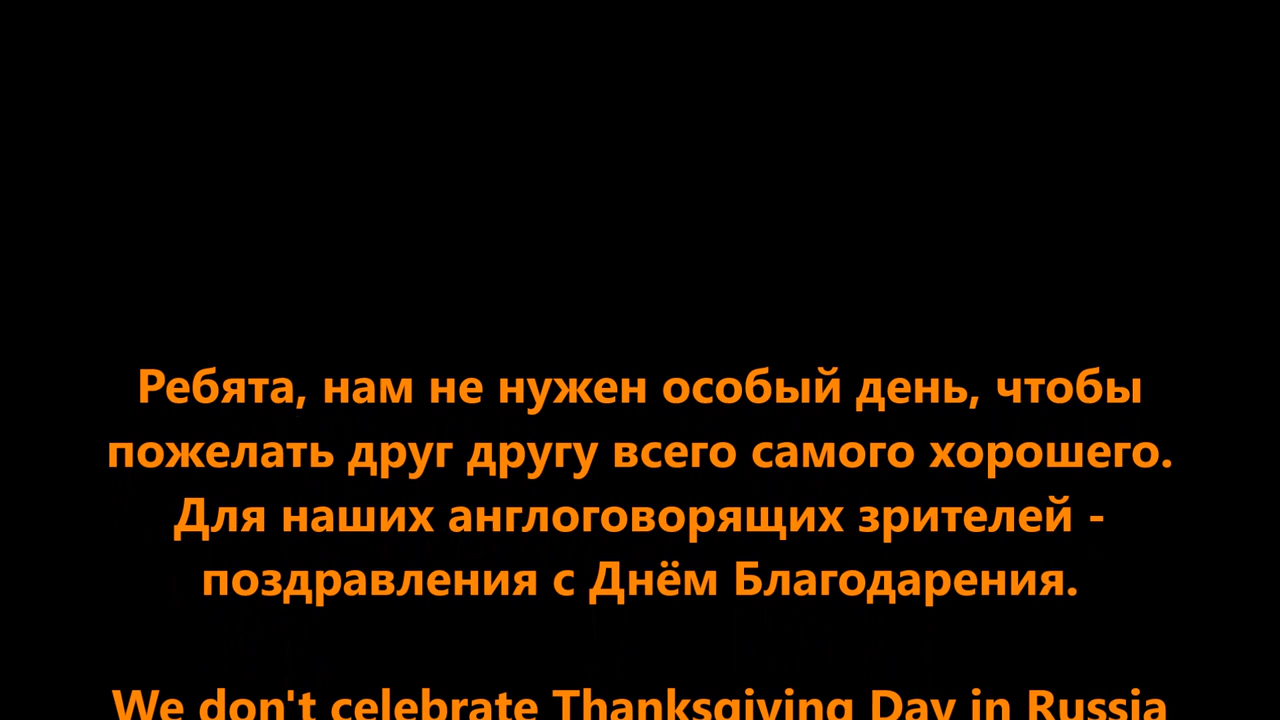 Ребята, нам не нужен особый день, чтобы
пожелать друг другу всего самого хорошего.
Для наших англоговорящих зрителей -
поздравления с Днём Благодарения.
We don't celebrate Thanksgiving Day in Russia